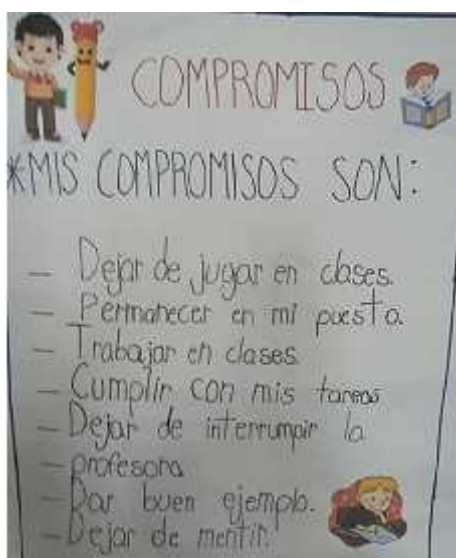 COMPROMISOS
*MIS COMPROMISOS SON:
- Dejar de jugar en clases.
- Permanecer en mi puesto.
- Trabajar en clases
- Cumplir con mis tareas
- Dejar de interrumpir la
- profesora
- Dar buen ejemplo.
- Dejar de mentir.